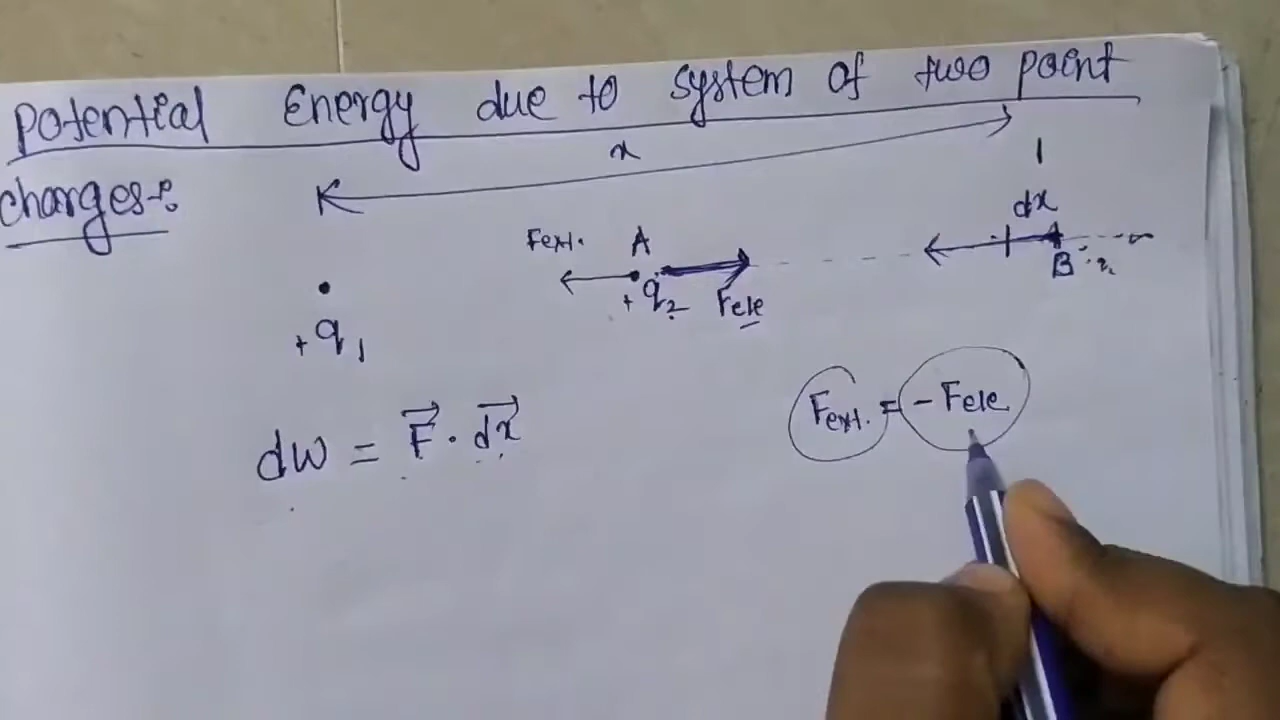 Potential Energy due to system of two point
charges:-
x
dx
Fext. A
B
+q₂ Fele
+q₁
Fext. = -Fele
dw = F⃗ · dx⃗